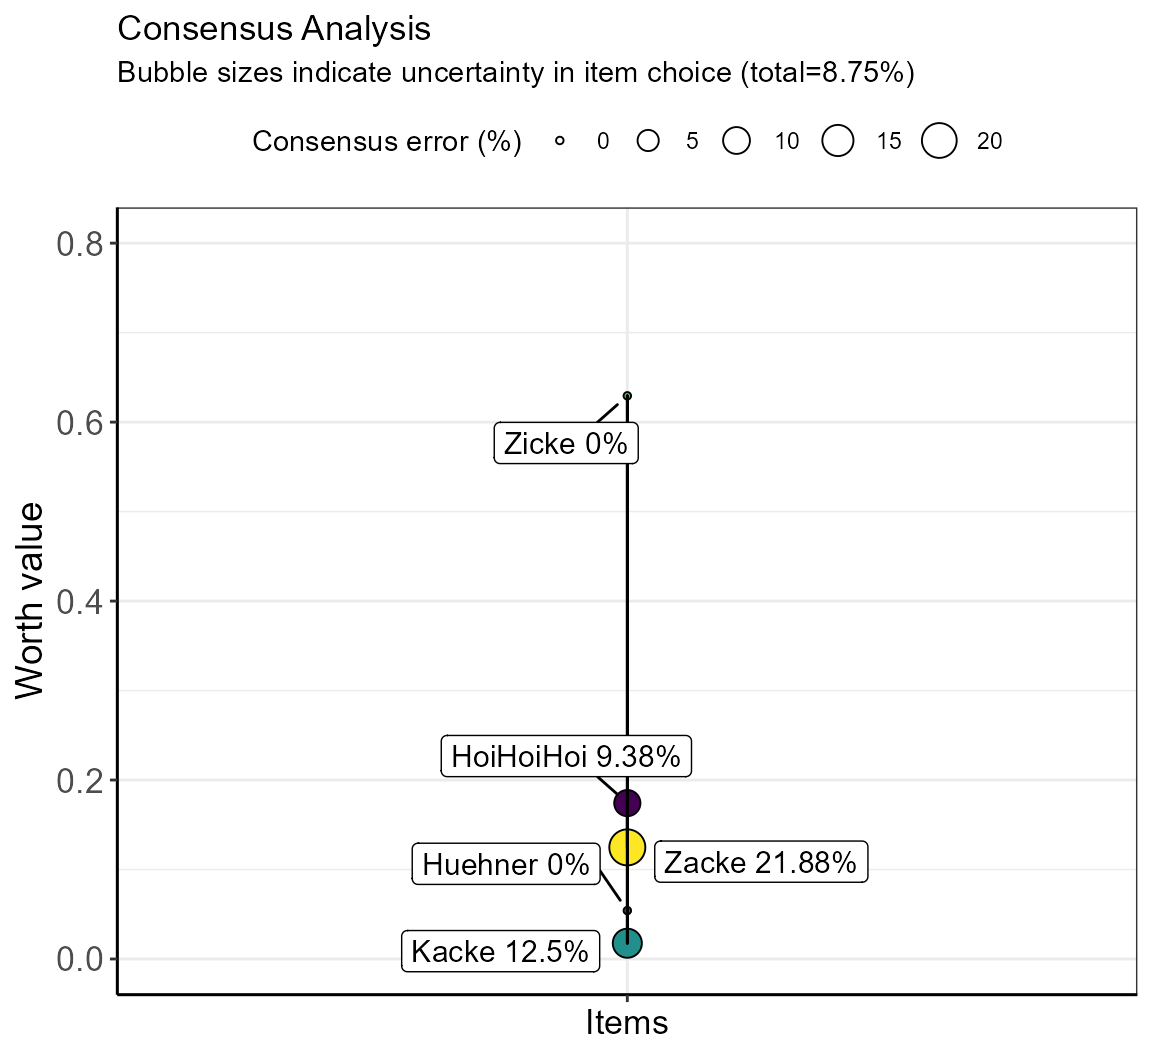 Consensus Analysis
Bubble sizes indicate uncertainty in item choice (total=8.75%)
Consensus error (%) 0 5 10 15 20
0.8
0.6
0.4
0.2
0.0
Worth value
Zicke 0%
HoiHoiHoi 9.38%
Huehner 0%
Zacke 21.88%
Kacke 12.5%
Items